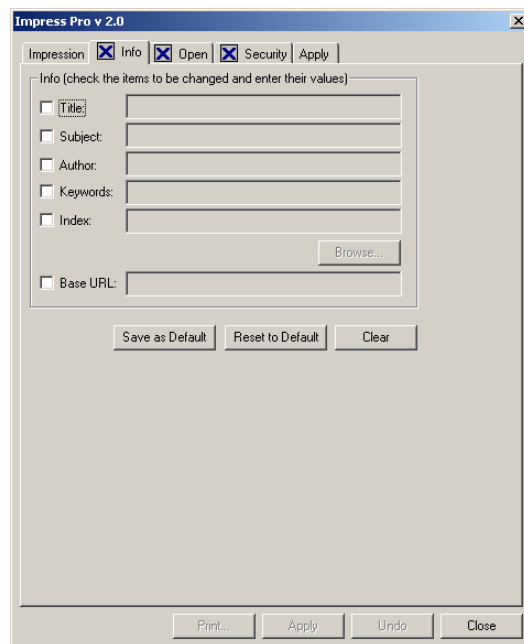 Impress Pro v 2.0
Impression Info Open Security Apply
Info (check the items to be changed and enter their values)
Title:
Subject:
Author:
Keywords:
Index:
Browse...
Base URL:
Save as Default Reset to Default Clear
Print... Apply Undo Close